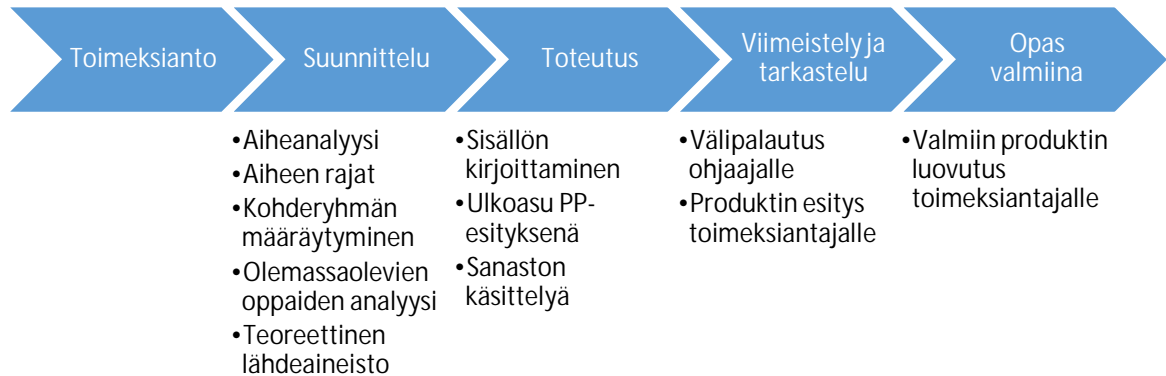 Toimeksianto
Suunnittelu
Toteutus
Viimeistely ja
tarkastelu
Opas
valmiina
•Aiheanalyysi
•Aiheen rajat
•Kohderyhmän
määräytyminen
•Olemassaolevien
oppaiden analyysi
•Teoreettinen
lähdeaineisto
•Sisällön
kirjoittaminen
•Ulkoasu PP-
esityksenä
•Sanaston
käsittelyä
•Välipalautus
ohjaajalle
•Produktin esitys
toimeksiantajalle
•Valmiin produktin
luovutus
toimeksiantajalle